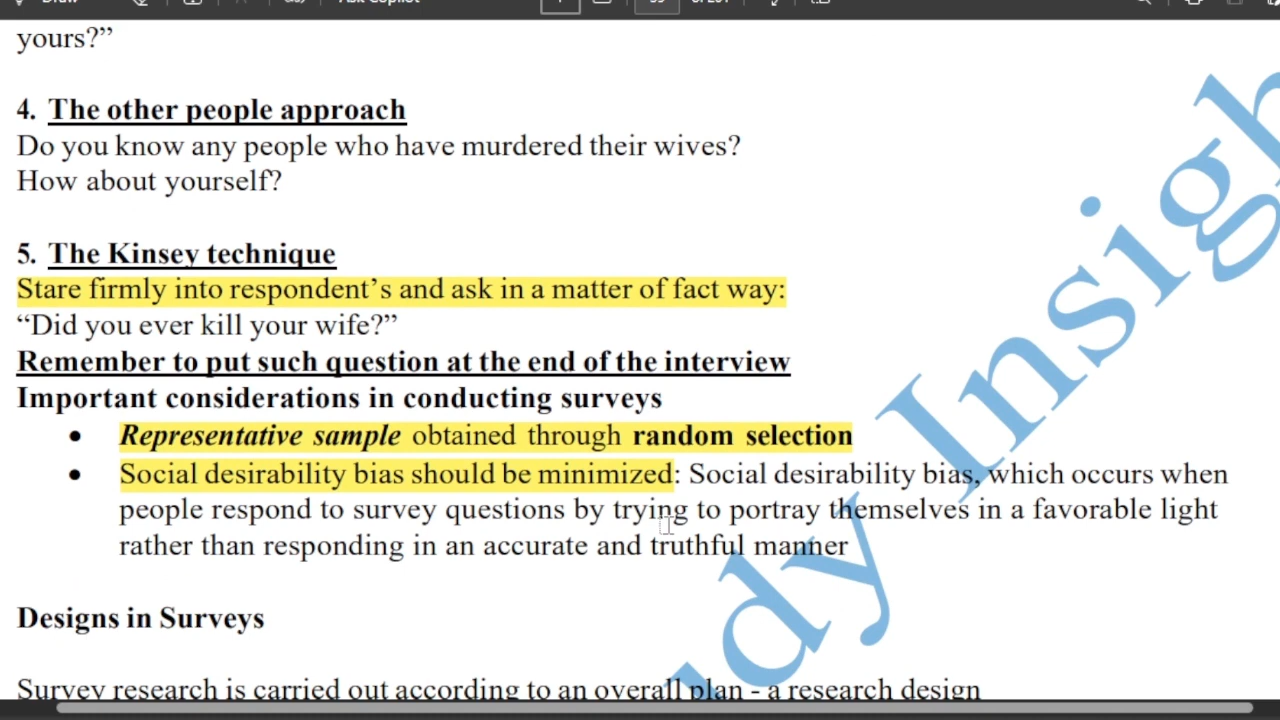 yours?”
4. The other people approach
Do you know any people who have murdered their wives?
How about yourself?
5. The Kinsey technique
Stare firmly into respondent’s and ask in a matter of fact way:
“Did you ever kill your wife?”
Remember to put such question at the end of the interview
Important considerations in conducting surveys
• Representative sample obtained through random selection
• Social desirability bias should be minimized: Social desirability bias, which occurs when
people respond to survey questions by trying to portray themselves in a favorable light
rather than responding in an accurate and truthful manner
Designs in Surveys
Survey research is carried out according to an overall plan - a research design
dy Insigh